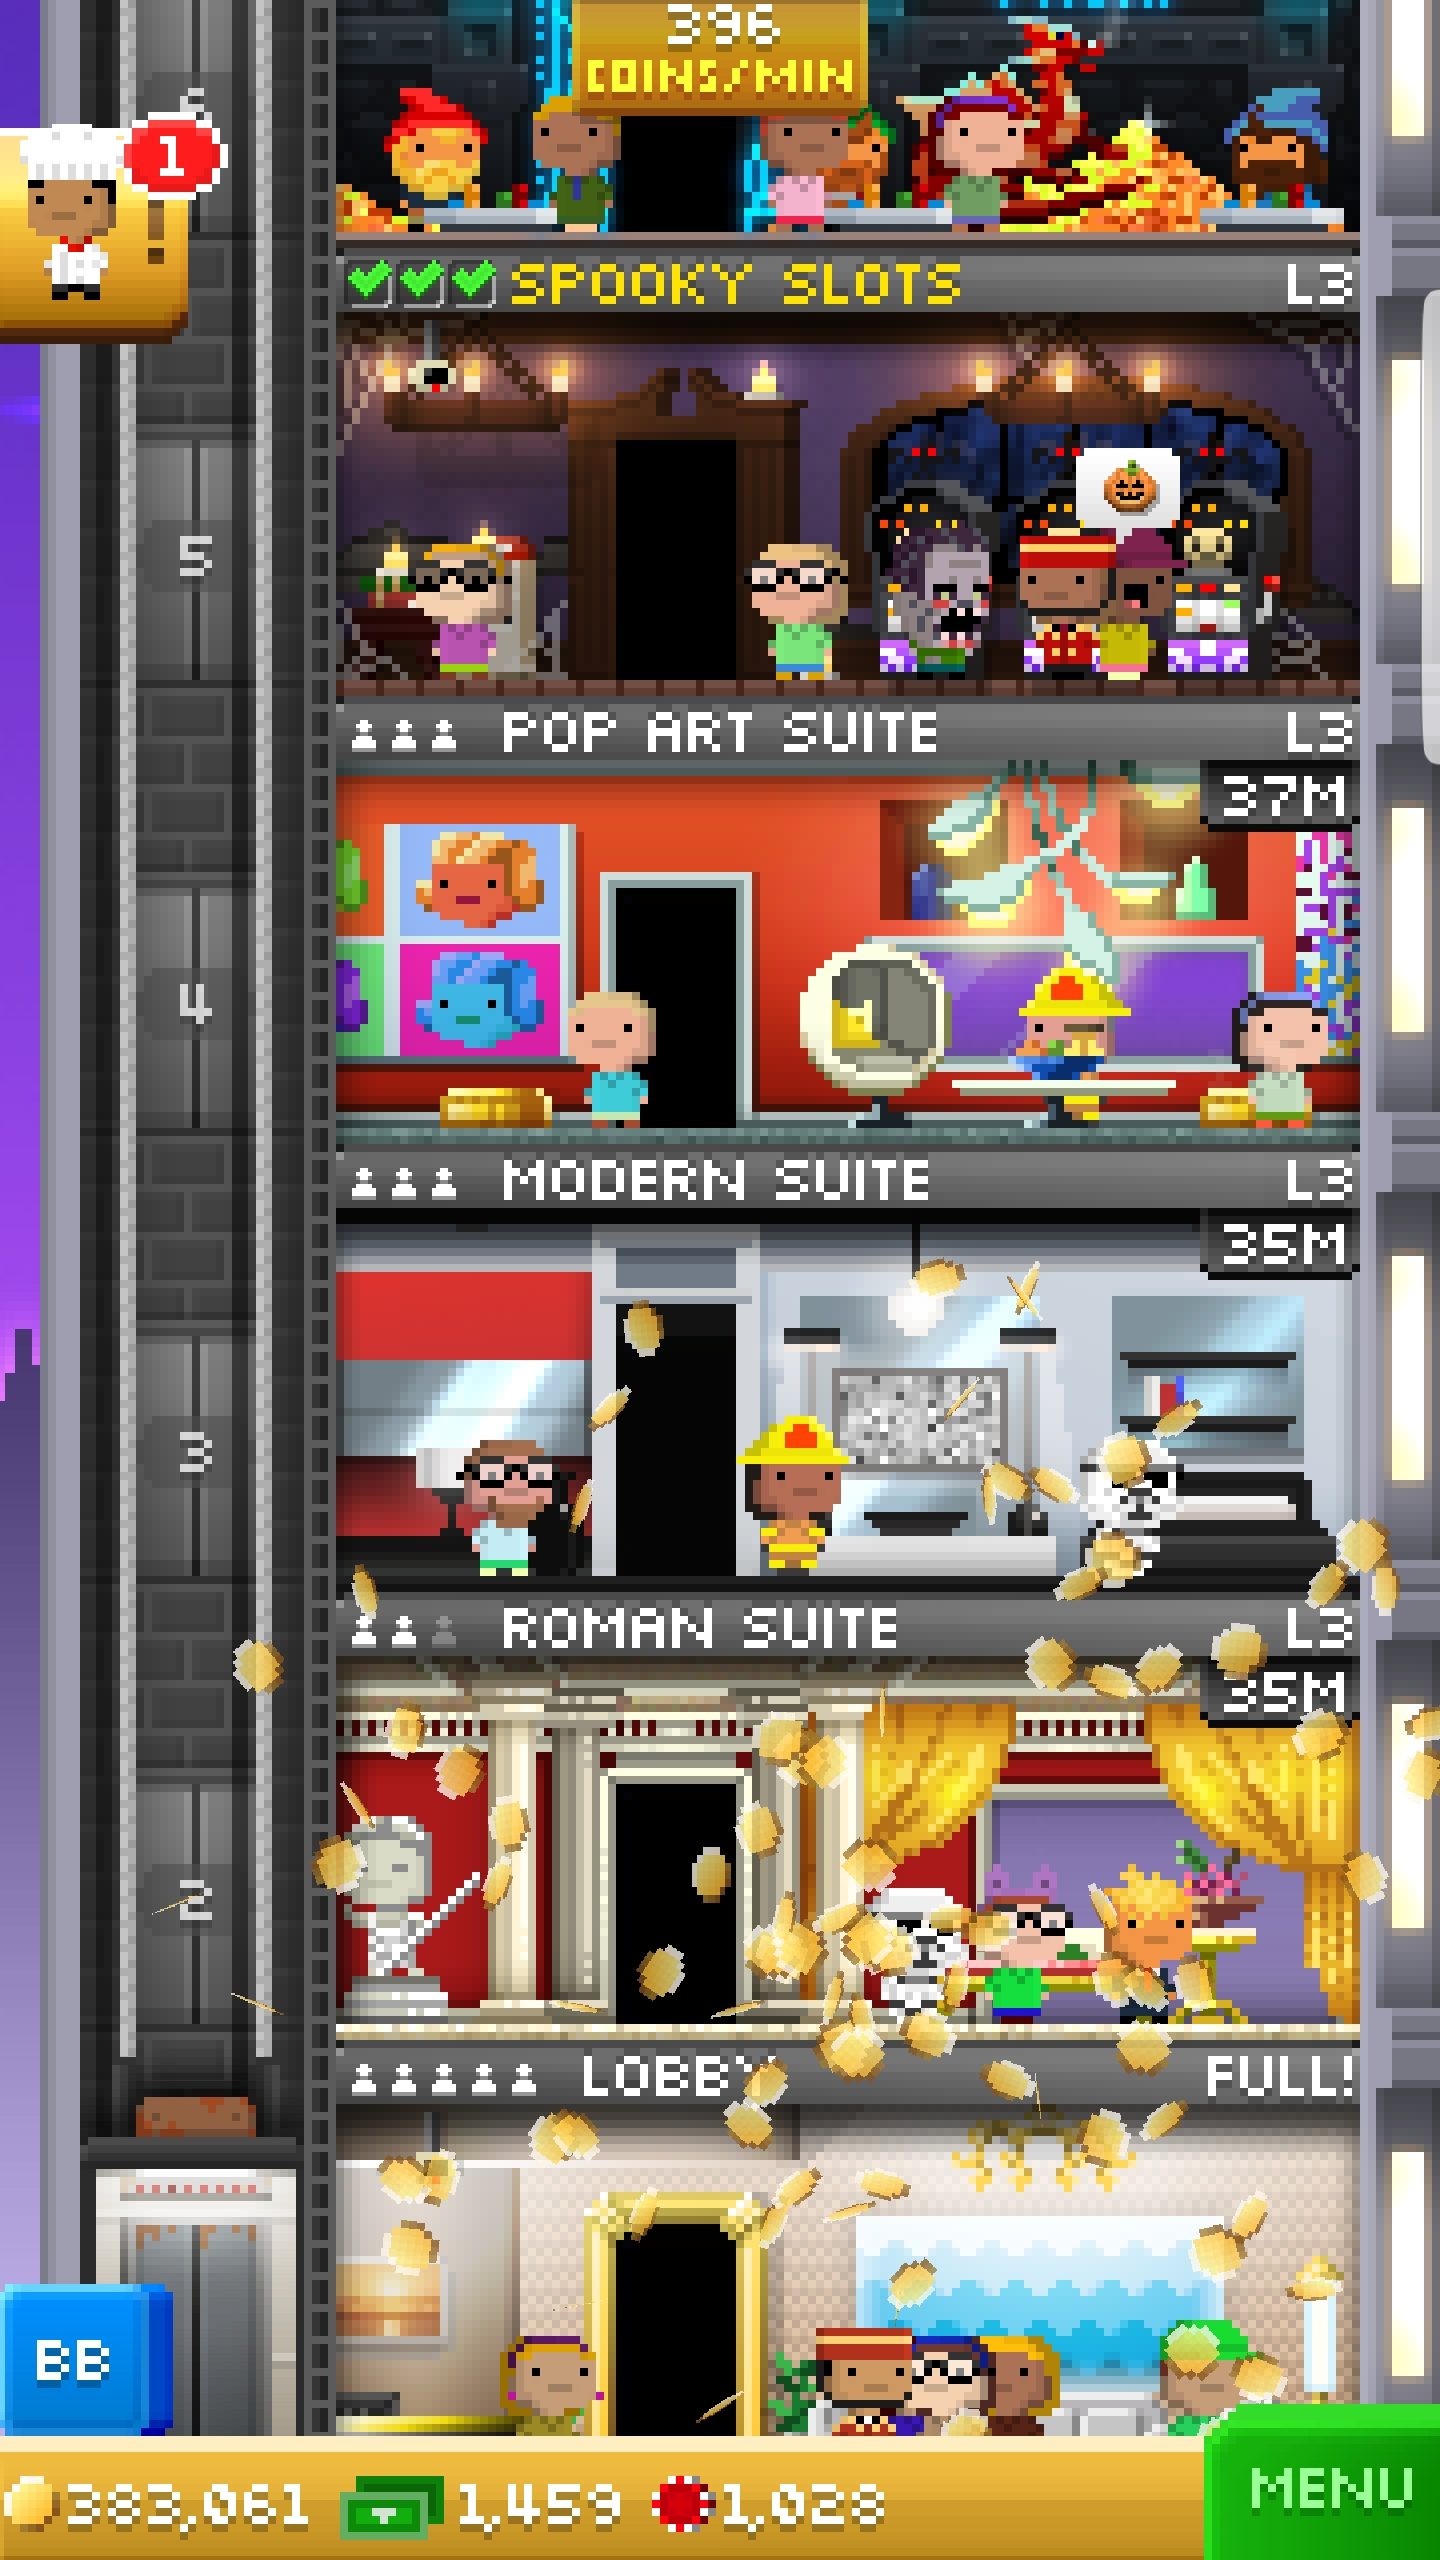 396
COINS/MIN
1
SPOOKY SLOTS L3
5
POP ART SUITE L3
37M
4
MODERN SUITE L3
35M
3
ROMAN SUITE L3
35M
2
LOBBY FULL!
BB
383,061 1,459 1,028
MENU